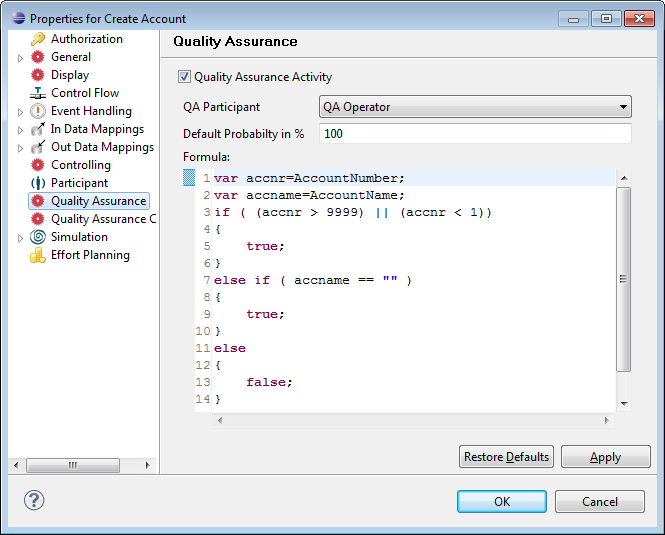 Properties for Create Account
Authorization
General
Display
Control Flow
Event Handling
In Data Mappings
Out Data Mappings
Controlling
Participant
Quality Assurance
Quality Assurance C
Simulation
Effort Planning
Quality Assurance
Quality Assurance Activity
QA Participant QA Operator
Default Probabilty in % 100
Formula:
1 var accnr=AccountNumber;
2 var accname=AccountName;
3 if ( (accnr > 9999) || (accnr < 1))
4 {
5 true;
6 }
7 else if ( accname == "" )
8 {
9 true;
10 }
11 else
12 {
13 false;
14 }
Restore Defaults Apply
? OK Cancel